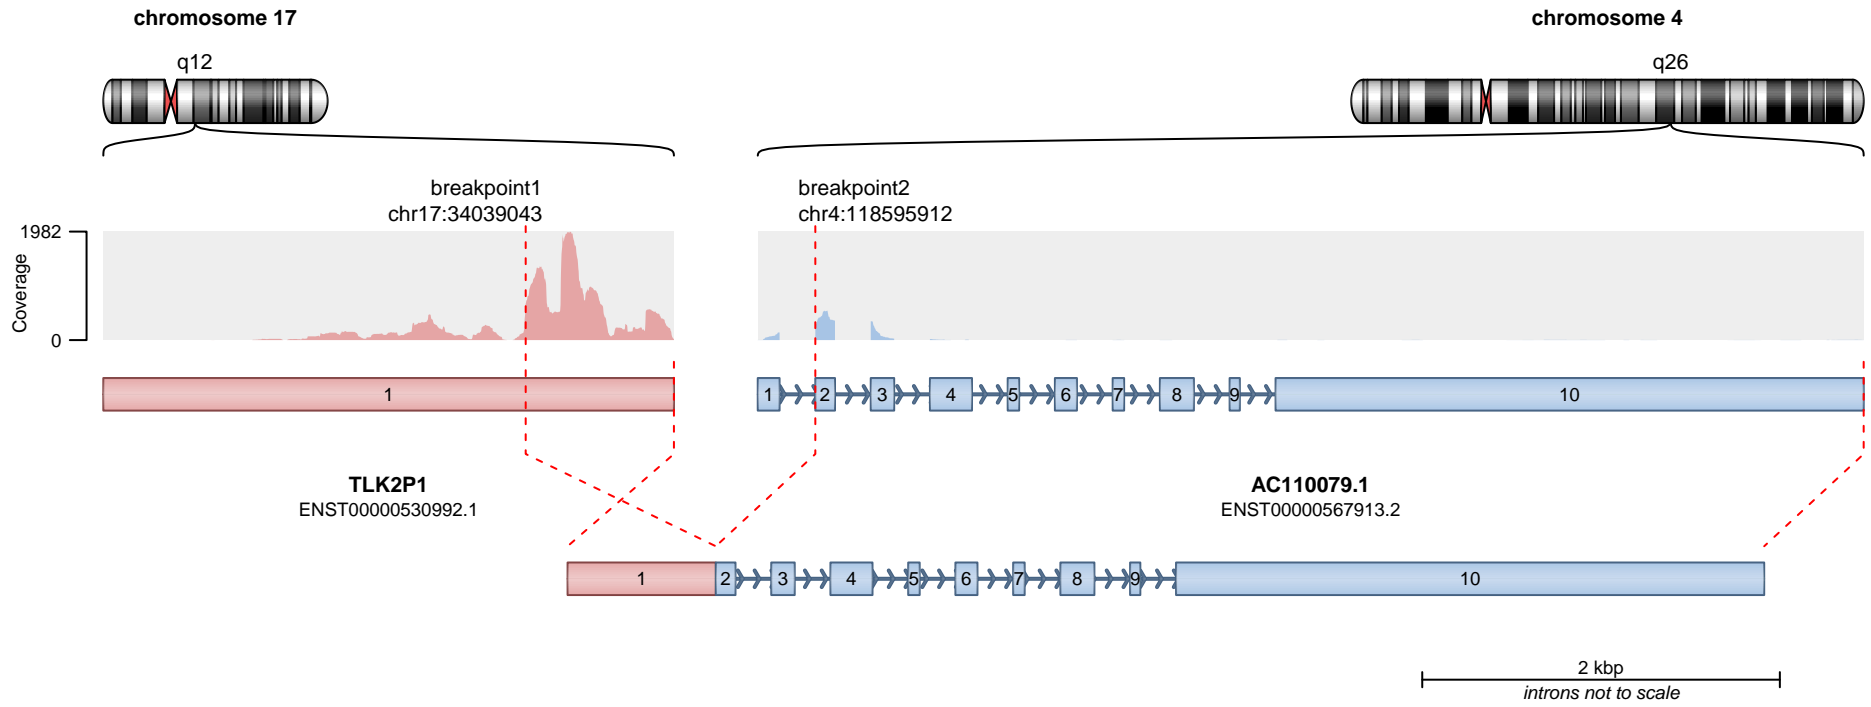 chromosome 17
chromosome 4
q12
q26
breakpoint1
chr17:34039043
breakpoint2
chr4:118595912
1982
Coverage
0
1
1 2 3 4 5 6 7 8 9 10
TLK2P1
ENST00000530992.1
AC110079.1
ENST00000567913.2
1 2 3 4 5 6 7 8 9 10
2 kbp
introns not to scale